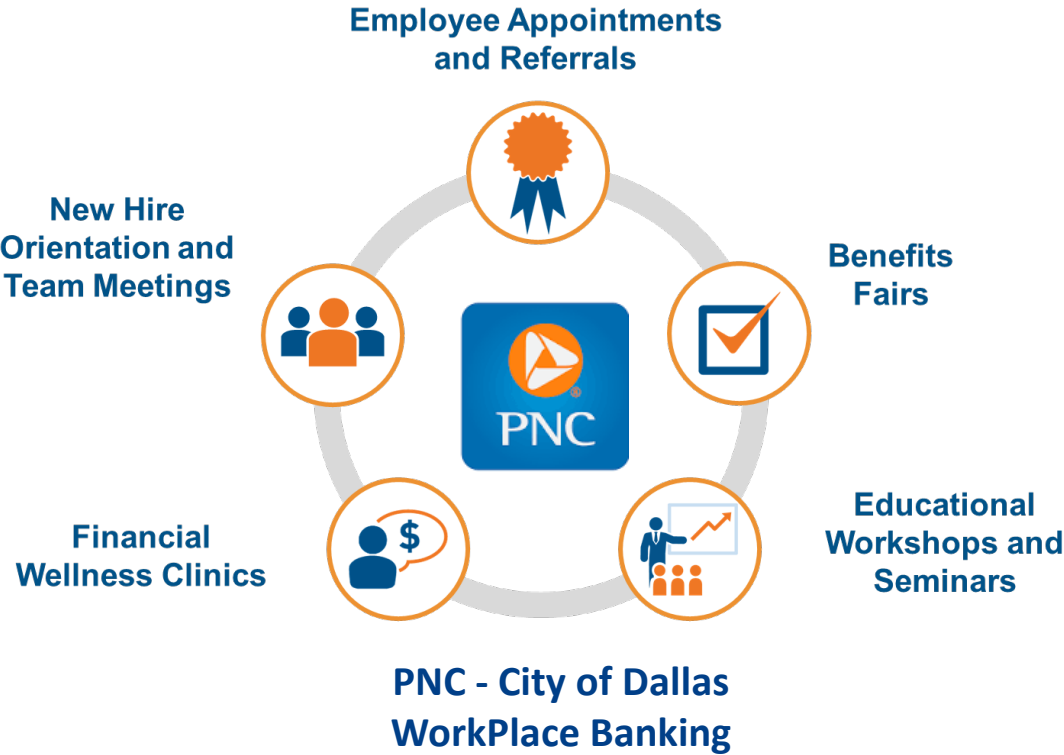 Employee Appointments
and Referrals
New Hire
Orientation and
Team Meetings
Benefits
Fairs
PNC
®
Financial
Wellness Clinics
$
Educational
Workshops and
Seminars
PNC - City of Dallas
WorkPlace Banking